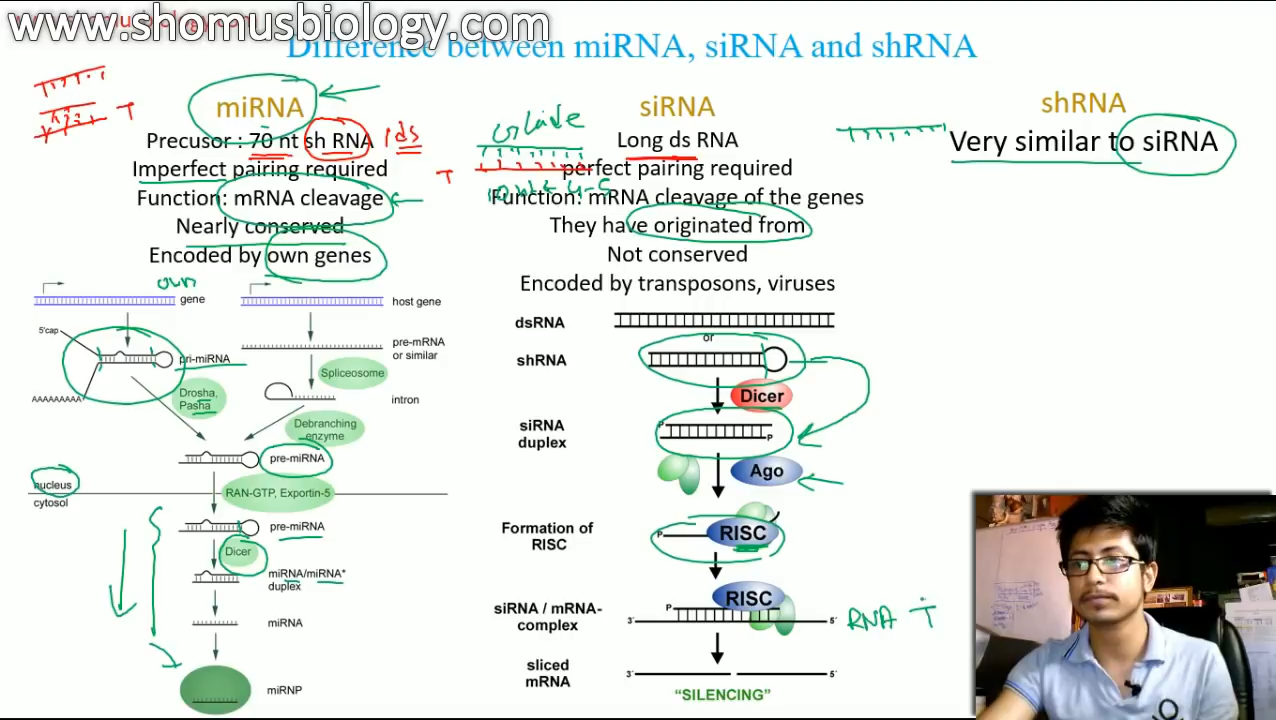 www.shomusbiology.com
Difference between miRNA, siRNA and shRNA
miRNA
Precusor : 70 nt sh RNA
ds
Imperfect pairing required
Function: mRNA cleavage
Nearly conserved
Encoded by own genes
T
siRNA
Long ds RNA
perfect pairing required
T
Function: mRNA cleavage of the genes
They have originated from
Not conserved
Encoded by transposons, viruses
shRNA
Very similar to siRNA
own
gene
host gene
5'cap
pri-miRNA
pre-mRNA
or similar
Spliceosome
AAAAAAAAA
Drosha,
Pasha
intron
Debranching
enzyme
pre-miRNA
nucleus
cytosol
RAN-GTP, Exportin-5
pre-miRNA
Dicer
miRNA/miRNA*
duplex
miRNA
miRNP
dsRNA
or
shRNA
Dicer
siRNA
duplex
P
P
Ago
Formation of
RISC
P
RISC
RISC
siRNA / mRNA-
complex
P
3'
5'
RNA T
sliced
mRNA
3'
5'
“SILENCING”